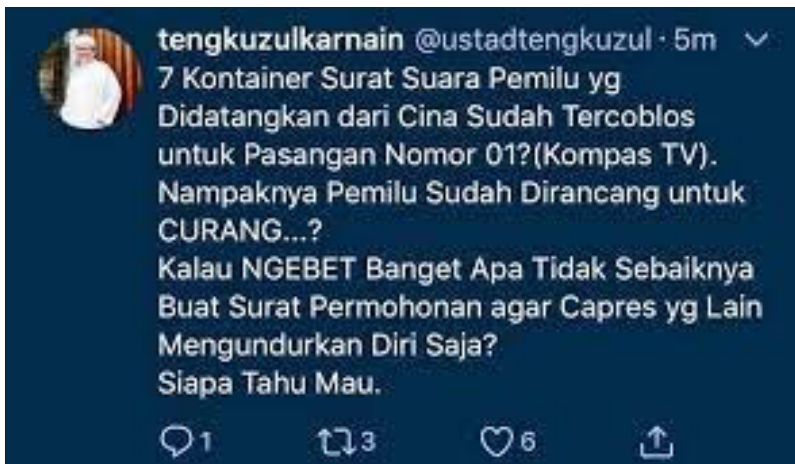 tengkuzulkarnain @ustadtengkuzul · 5m
7 Kontainer Surat Suara Pemilu yg
Didatangkan dari Cina Sudah Tercoblos
untuk Pasangan Nomor 01?(Kompas TV).
Nampaknya Pemilu Sudah Dirancang untuk
CURANG...?
Kalau NGEBET Banget Apa Tidak Sebaiknya
Buat Surat Permohonan agar Capres yg Lain
Mengundurkan Diri Saja?
Siapa Tahu Mau.
1 3 6